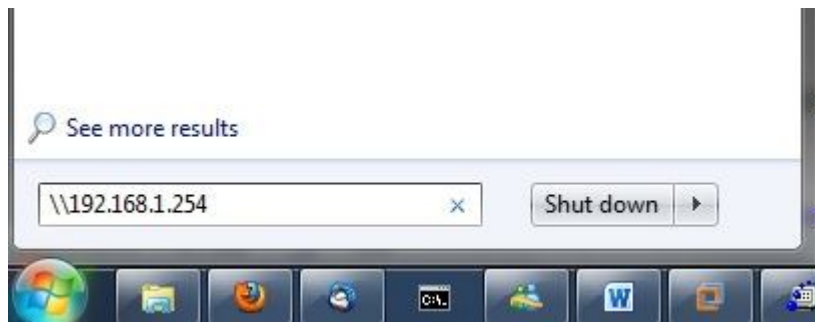 See more results
\\192.168.1.254
Shut down
C:\.
W